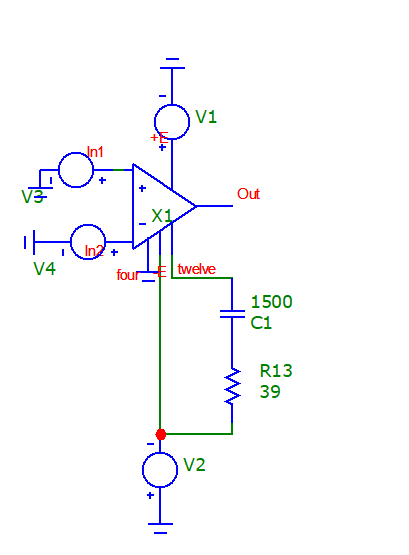 V1
+E
In1
V3
X1
Out
In2
V4
four
-E
twelve
1500
C1
R13
39
V2